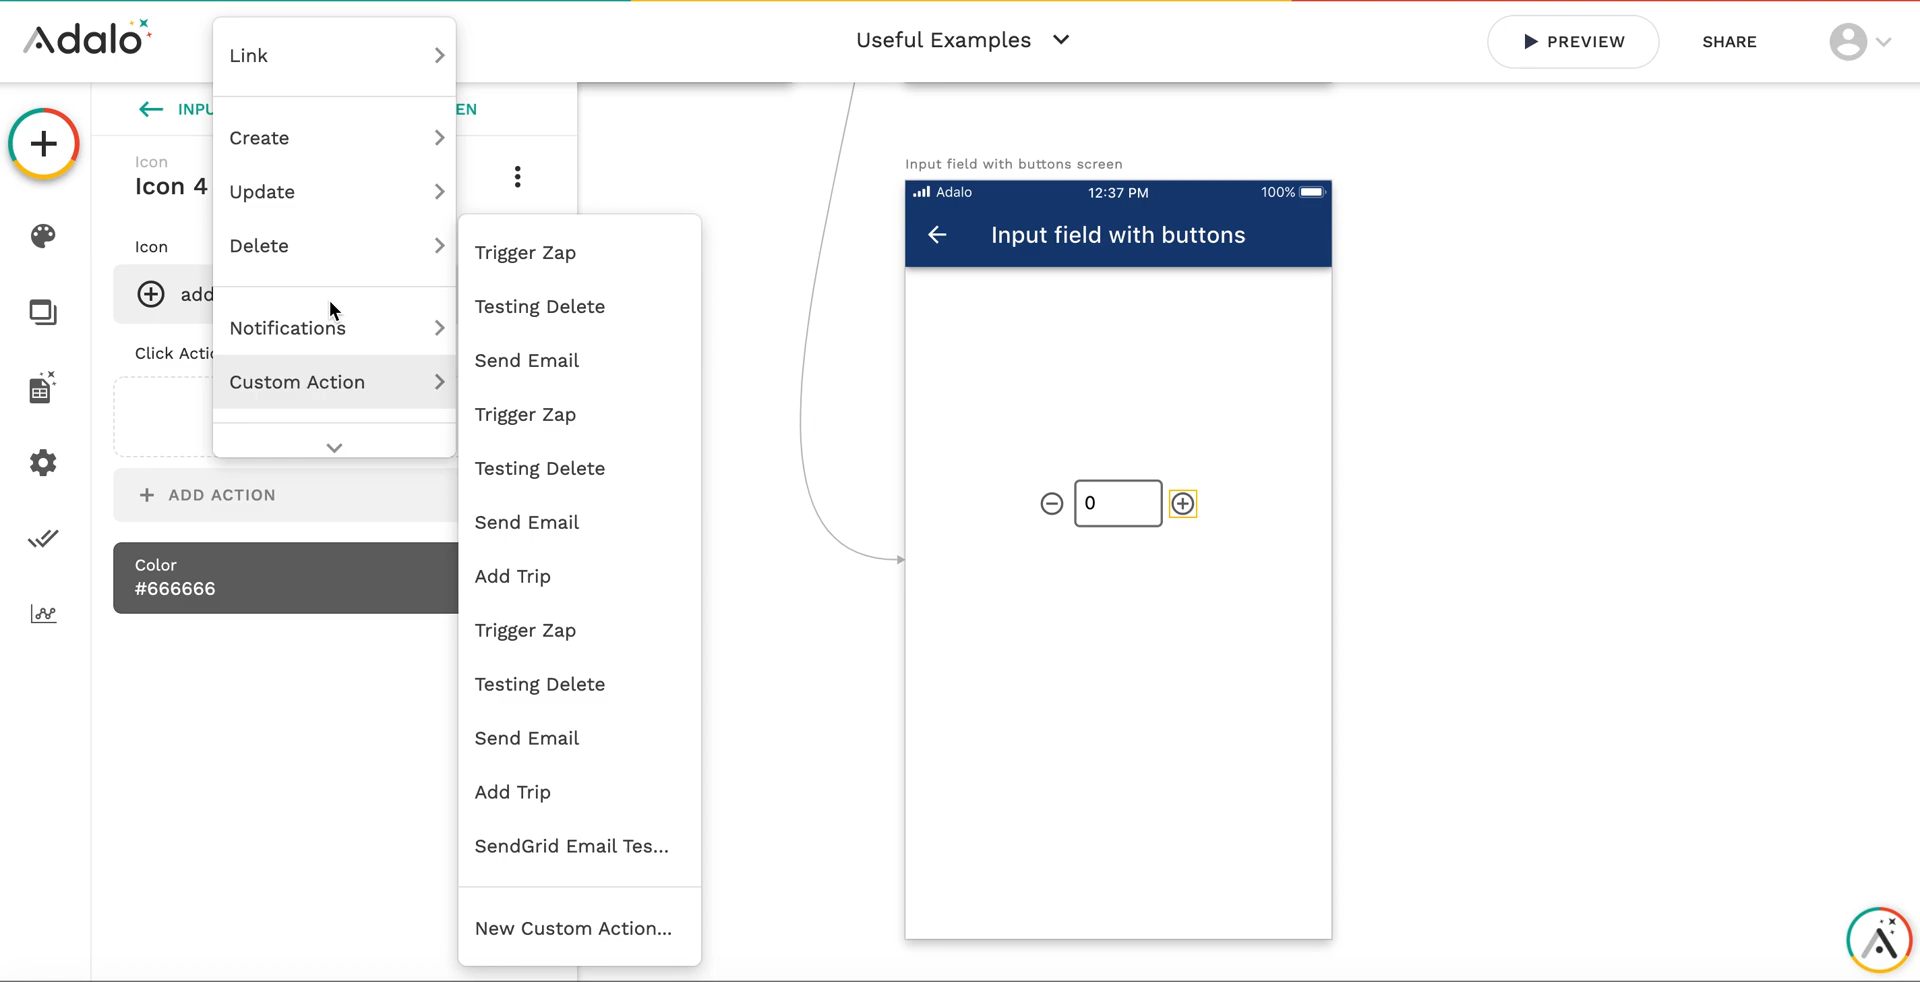 Adalo
Useful Examples
PREVIEW
SHARE
Link
Create
Update
Delete
Notifications
Custom Action
INPU
EN
Icon
Icon 4
Icon
add
Click Actic
+ ADD ACTION
Color
#666666
Trigger Zap
Testing Delete
Send Email
Trigger Zap
Testing Delete
Send Email
Add Trip
Trigger Zap
Testing Delete
Send Email
Add Trip
SendGrid Email Tes...
New Custom Action...
Input field with buttons screen
Adalo 12:37 PM 100%
Input field with buttons
0